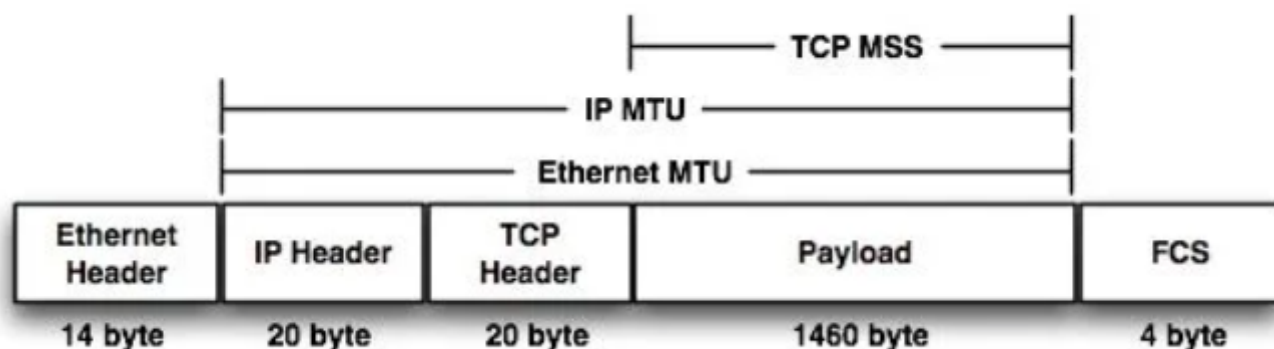 TCP MSS
IP MTU
Ethernet MTU
Ethernet
Header
IP Header
TCP
Header
Payload
FCS
14 byte
20 byte
20 byte
1460 byte
4 byte